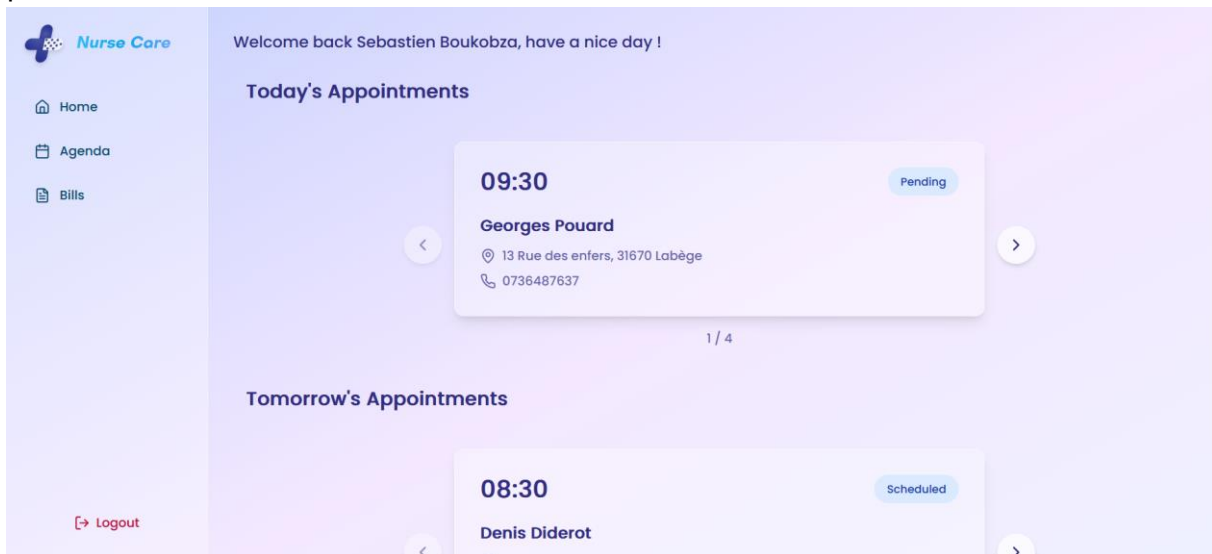 Nurse Care
Home
Agenda
Bills
Logout
Welcome back Sebastien Boukobza, have a nice day !
Today's Appointments
09:30
Pending
Georges Pouard
13 Rue des enfers, 31670 Labège
0736487637
1 / 4
Tomorrow's Appointments
08:30
Scheduled
Denis Diderot